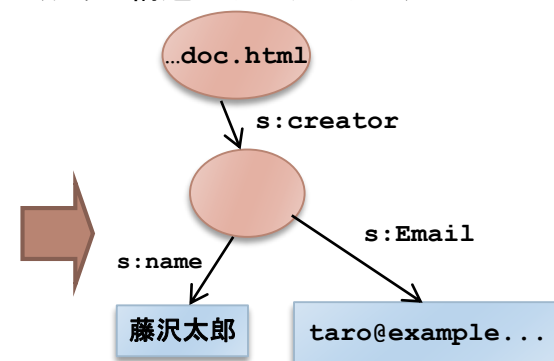 …doc.html
s:creator
s:Email
s:name
藤沢太郎
taro@example...